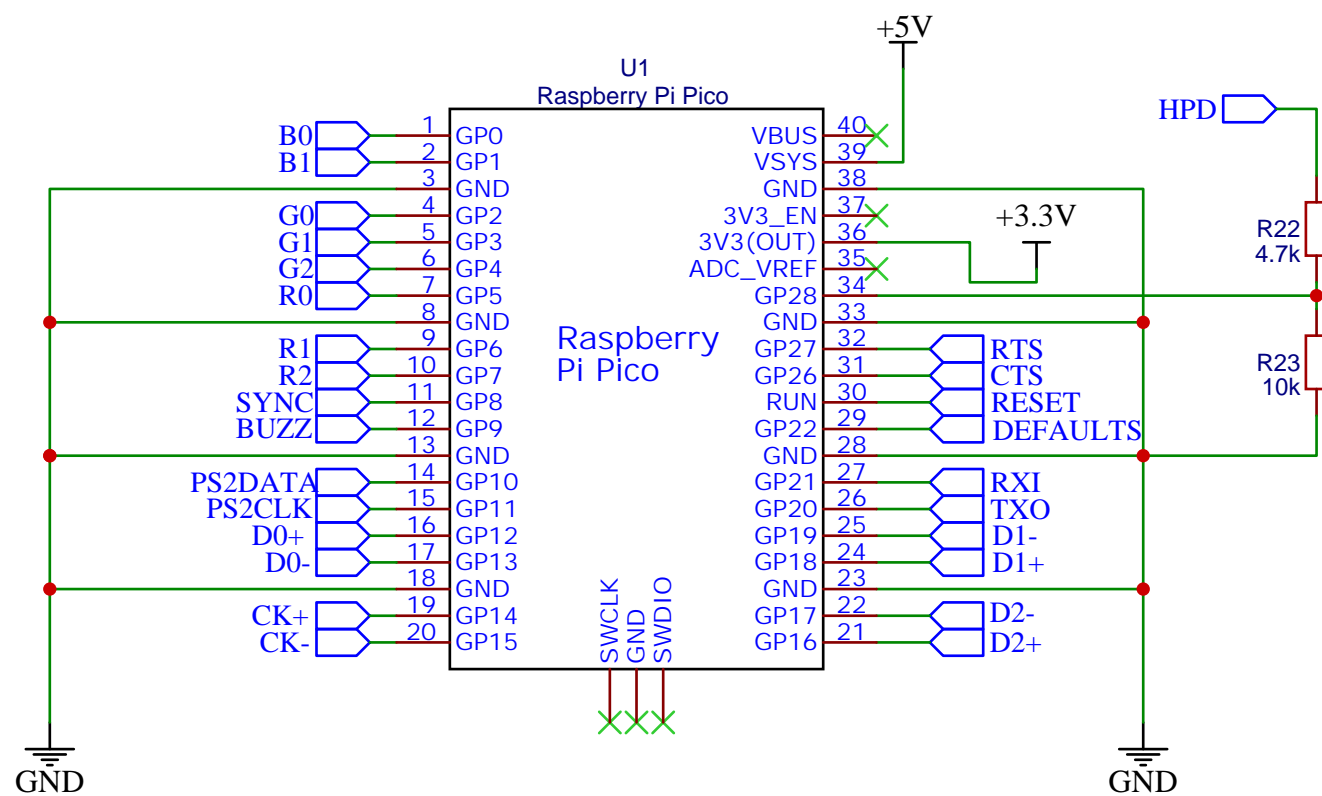 +5V
U1
Raspberry Pi Pico
HPD
B0 1 GP0 VBUS 40
B1 2 GP1 VSYS 39
3 GND GND 38
G0 4 GP2 3V3_EN 37
+3.3V
G1 5 GP3 3V3(OUT) 36
R22
4.7k
G2 6 GP4 ADC_VREF 35
R0 7 GP5 GP28 34
8 GND GND 33
Raspberry
Pi Pico
R1 9 GP6 GP27 32 RTS
R23
10k
R2 10 GP7 GP26 31 CTS
SYNC 11 GP8 RUN 30 RESET
BUZZ 12 GP9 GP22 29 DEFAULTS
13 GND GND 28
PS2DATA 14 GP10 GP21 27 RXI
PS2CLK 15 GP11 GP20 26 TXO
D0+ 16 GP12 GP19 25 D1-
D0- 17 GP13 GP18 24 D1+
18 GND GND 23
CK+ 19 GP14 GP17 22 D2-
CK- 20 GP15 GP16 21 D2+
SWCLK
GND
SWDIO
GND
GND